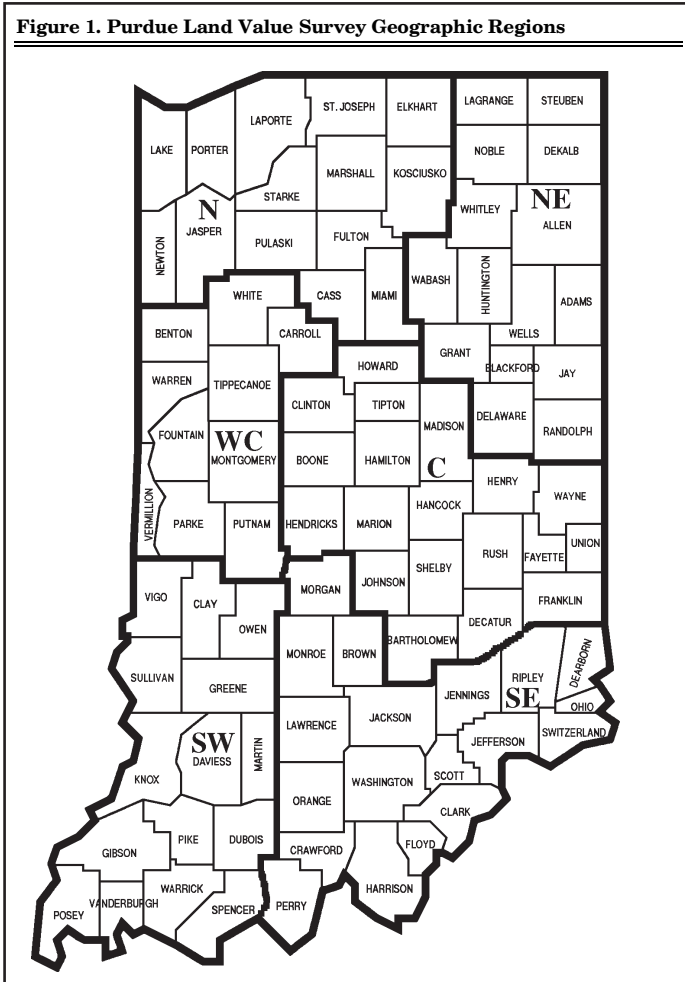 Figure 1. Purdue Land Value Survey Geographic Regions
LAKE
PORTER
LAPORTE
ST. JOSEPH
ELKHART
LAGRANGE
STEUBEN
NOBLE
DEKALB
MARSHALL
KOSCIUSKO
STARKE
WHITLEY
NE
ALLEN
N
JASPER
NEWTON
PULASKI
FULTON
WABASH
HUNTINGTON
WHITE
CASS
MIAMI
ADAMS
WELLS
BENTON
CARROLL
GRANT
BLACKFORD
JAY
HOWARD
WARREN
TIPPECANOE
CLINTON
TIPTON
MADISON
DELAWARE
RANDOLPH
FOUNTAIN
WC
MONTGOMERY
BOONE
HAMILTON
C
HENRY
WAYNE
VERMILLION
PARKE
PUTNAM
HENDRICKS
MARION
HANCOCK
RUSH
FAYETTE
UNION
SHELBY
JOHNSON
MORGAN
FRANKLIN
VIGO
CLAY
OWEN
DECATUR
BARTHOLOMEW
MONROE
BROWN
SULLIVAN
GREENE
JENNINGS
RIPLEY
DEARBORN
SE
OHIO
SWITZERLAND
JACKSON
LAWRENCE
JEFFERSON
SW
DAVIESS
MARTIN
KNOX
WASHINGTON
SCOTT
ORANGE
CLARK
GIBSON
PIKE
DUBOIS
CRAWFORD
FLOYD
HARRISON
POSEY
VANDERBURGH
WARRICK
SPENCER
PERRY